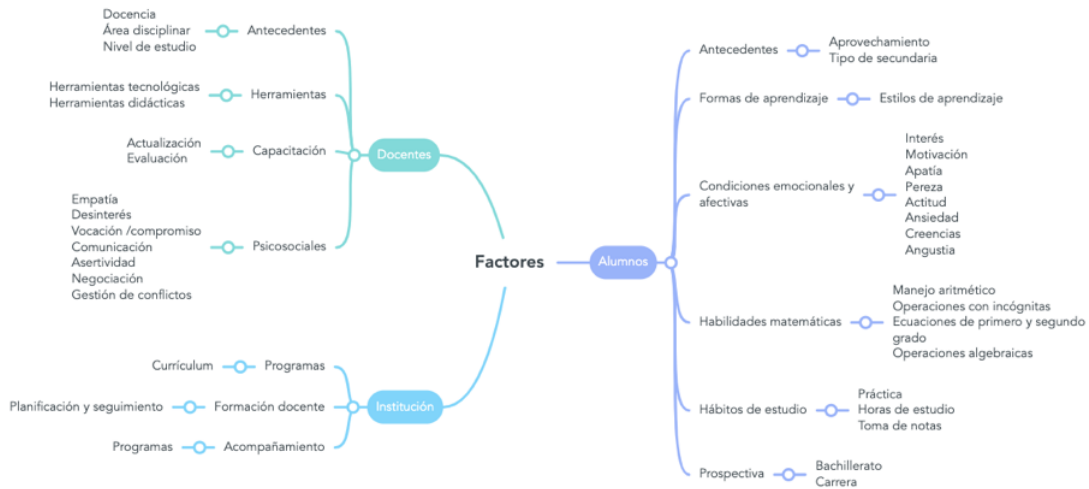 Factores
Docentes
Antecedentes
Docencia
Área disciplinar
Nivel de estudio
Herramientas
Herramientas tecnológicas
Herramientas didácticas
Capacitación
Actualización
Evaluación
Psicosociales
Empatía
Desinterés
Vocación /compromiso
Comunicación
Asertividad
Negociación
Gestión de conflictos
Institución
Programas
Currículum
Formación docente
Planificación y seguimiento
Acompañamiento
Programas
Alumnos
Antecedentes
Aprovechamiento
Tipo de secundaria
Formas de aprendizaje
Estilos de aprendizaje
Condiciones emocionales y
afectivas
Interés
Motivación
Apatía
Pereza
Actitud
Ansiedad
Creencias
Angustia
Habilidades matemáticas
Manejo aritmético
Operaciones con incógnitas
Ecuaciones de primero y segundo
grado
Operaciones algebraicas
Hábitos de estudio
Práctica
Horas de estudio
Toma de notas
Prospectiva
Bachillerato
Carrera